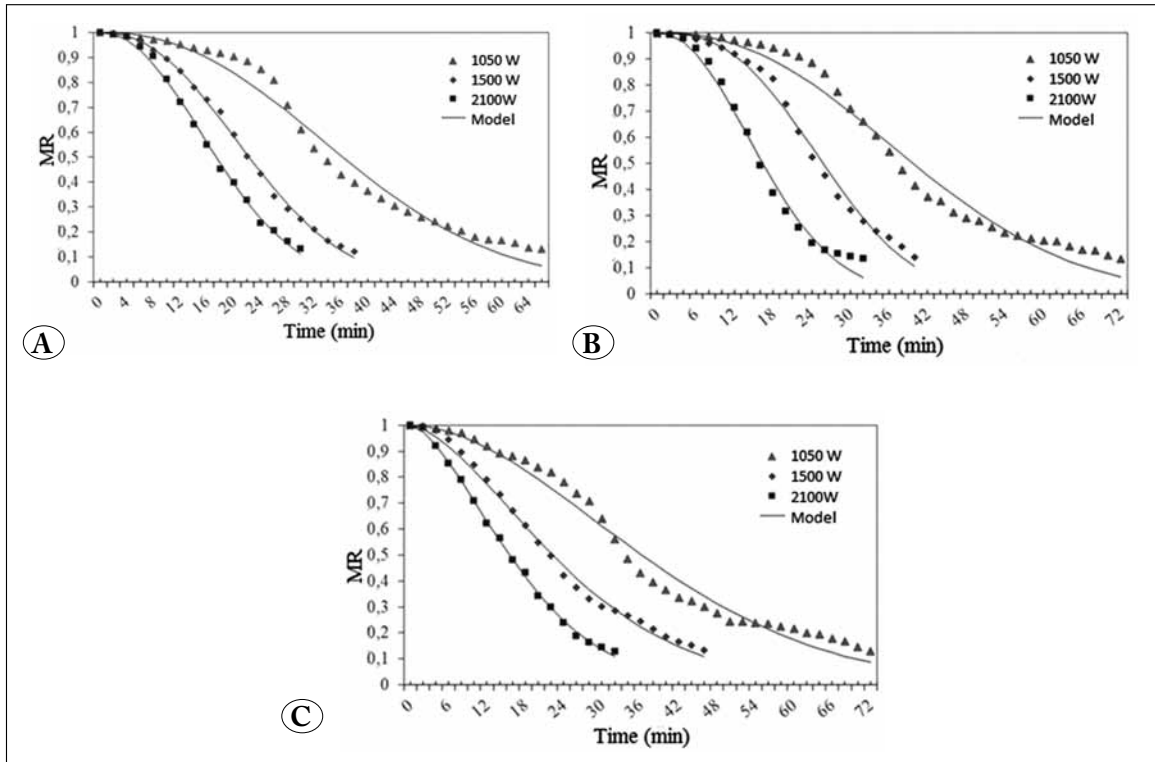 1
0,9
0,8
0,7
0,6
0,5
0,4
0,3
0,2
0,1
0
MR
1050 W
1500 W
2100W
Model
0 4 8 12 16 20 24 28 32 36 40 44 48 52 56 60 64
Time (min)
A
1
0,9
0,8
0,7
0,6
0,5
0,4
0,3
0,2
0,1
0
MR
1050 W
1500 W
2100W
Model
0 6 12 18 24 30 36 42 48 54 60 66 72
Time (min)
B
1
0,9
0,8
0,7
0,6
0,5
0,4
0,3
0,2
0,1
0
MR
1050 W
1500 W
2100W
Model
0 6 12 18 24 30 36 42 48 54 60 66 72
Time (min)
C